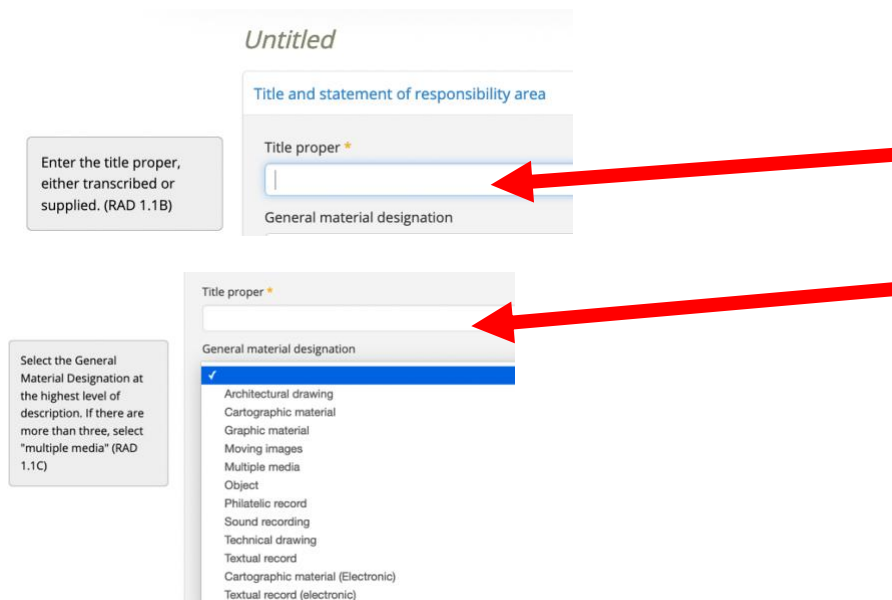 Untitled
Title and statement of responsibility area
Title proper *
Enter the title proper,
either transcribed or
supplied. (RAD 1.1B)
General material designation
Title proper *
General material designation
Select the General
Material Designation at
the highest level of
description. If there are
more than three, select
"multiple media" (RAD
1.1C)
✓
Architectural drawing
Cartographic material
Graphic material
Moving images
Multiple media
Object
Philatelic record
Sound recording
Technical drawing
Textual record
Cartographic material (Electronic)
Textual record (electronic)